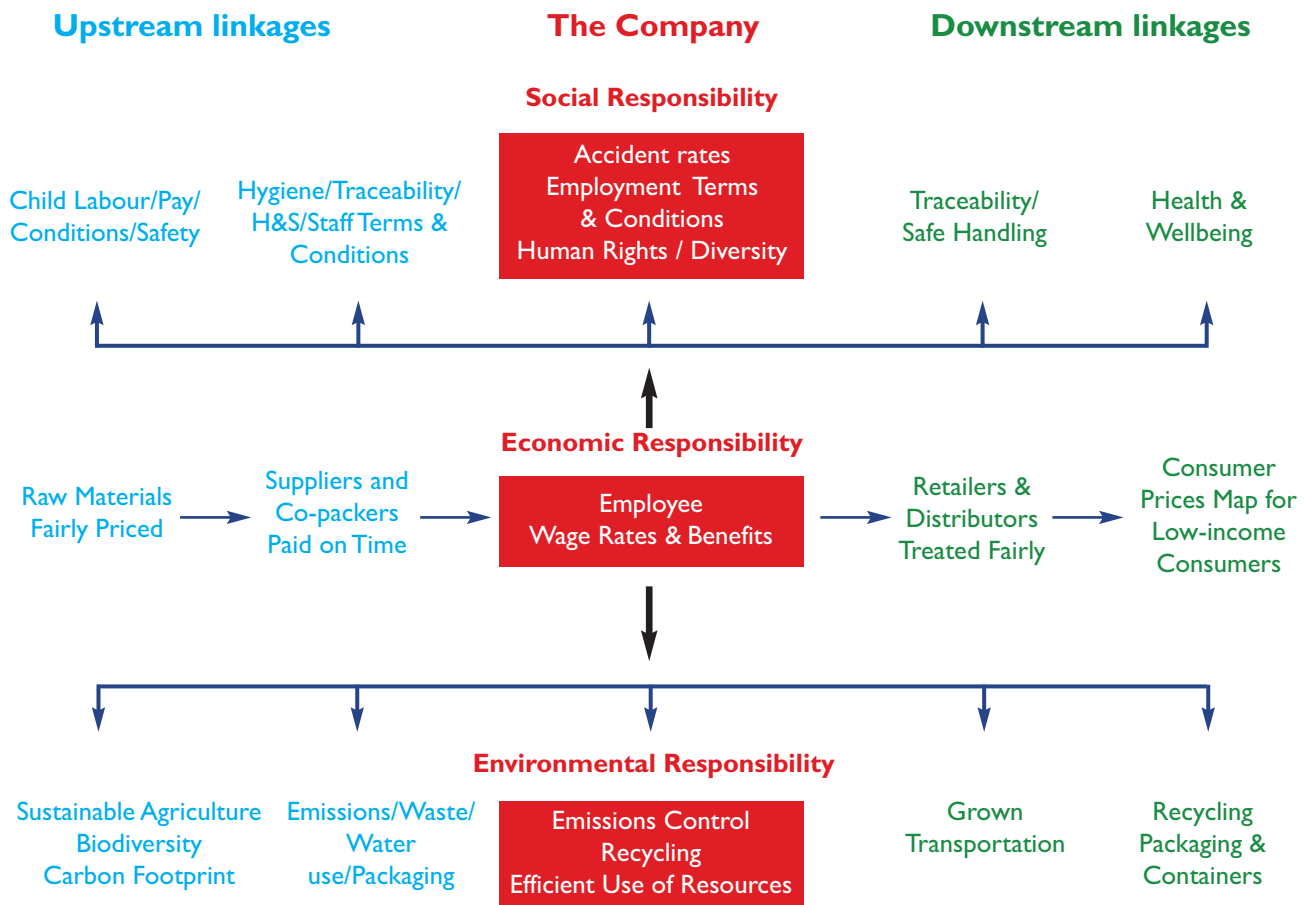 Upstream linkages
The Company
Downstream linkages
Social Responsibility
Child Labour/Pay/
Conditions/Safety
Hygiene/Traceability/
H&S/Staff Terms &
Conditions
Accident rates
Employment Terms
& Conditions
Human Rights / Diversity
Traceability/
Safe Handling
Health &
Wellbeing
Economic Responsibility
Raw Materials
Fairly Priced
Suppliers and
Co-packers
Paid on Time
Employee
Wage Rates & Benefits
Retailers &
Distributors
Treated Fairly
Consumer
Prices Map for
Low-income
Consumers
Environmental Responsibility
Sustainable Agriculture
Biodiversity
Carbon Footprint
Emissions/Waste/
Water
use/Packaging
Emissions Control
Recycling
Efficient Use of Resources
Grown
Transportation
Recycling
Packaging &
Containers